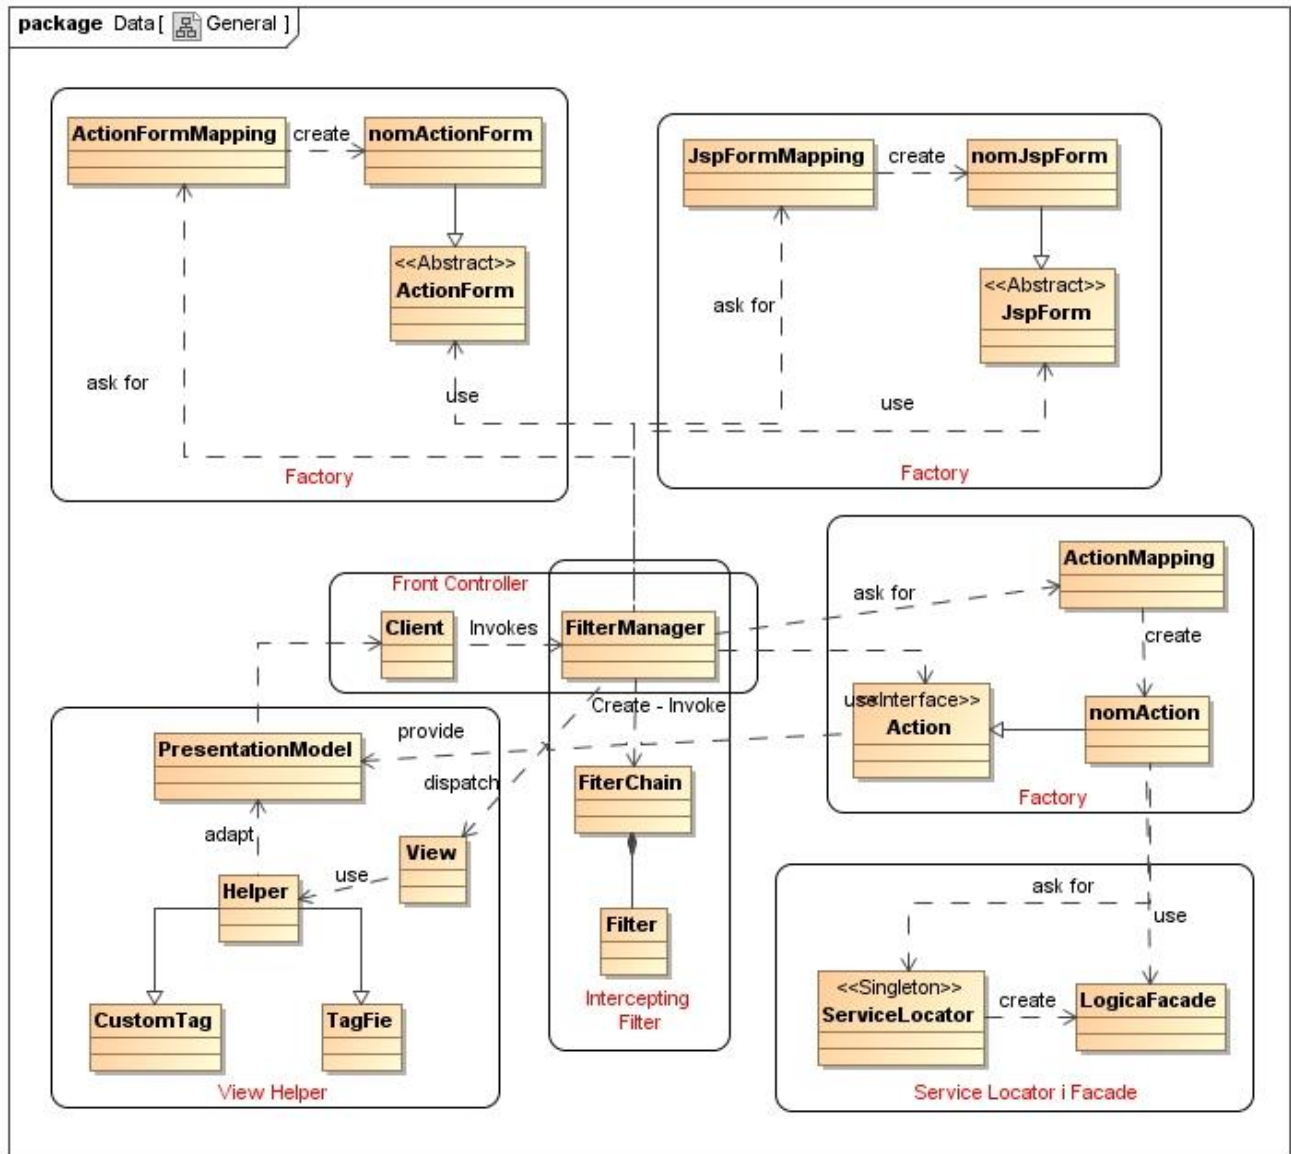 package Data [ General ]
ActionFormMapping
create
nomActionForm
<<Abstract>>
ActionForm
ask for
use
Factory
JspFormMapping
create
nomJspForm
<<Abstract>>
JspForm
ask for
use
Factory
Front Controller
Client
Invokes
FilterManager
Create - Invoke
FiterChain
Filter
Intercepting
Filter
ask for
ActionMapping
create
use
<<Interface>>
Action
nomAction
Factory
provide
dispatch
PresentationModel
adapt
View
use
Helper
CustomTag
TagFie
View Helper
ask for
use
<<Singleton>>
ServiceLocator
create
LogicaFacade
Service Locator i Facade